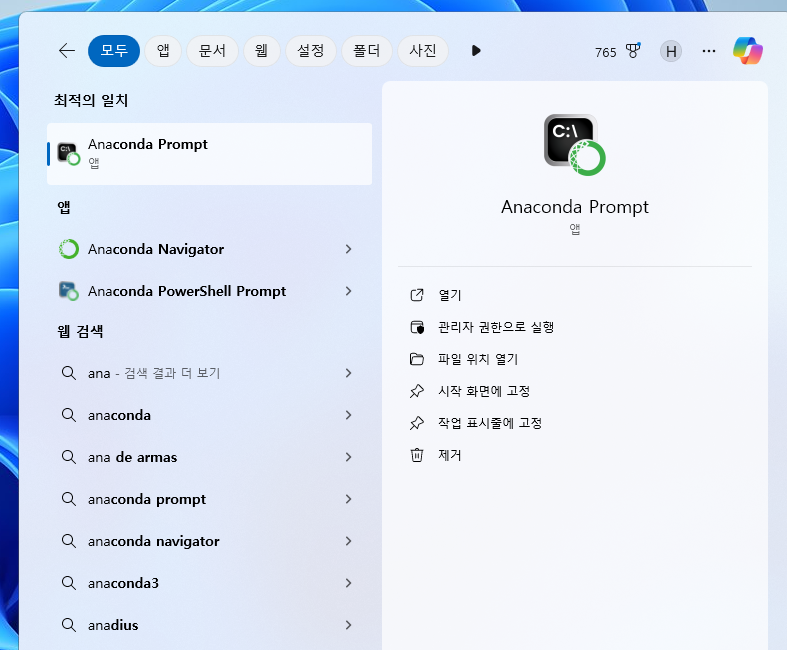 모두 앱 문서 웹 설정 폴더 사진 765 H
최적의 일치
Anaconda Prompt
앱
앱
Anaconda Navigator
Anaconda PowerShell Prompt
웹 검색
ana - 검색 결과 더 보기
anaconda
ana de armas
anaconda prompt
anaconda navigator
anaconda3
anadius
C:\
Anaconda Prompt
앱
열기
관리자 권한으로 실행
파일 위치 열기
시작 화면에 고정
작업 표시줄에 고정
제거